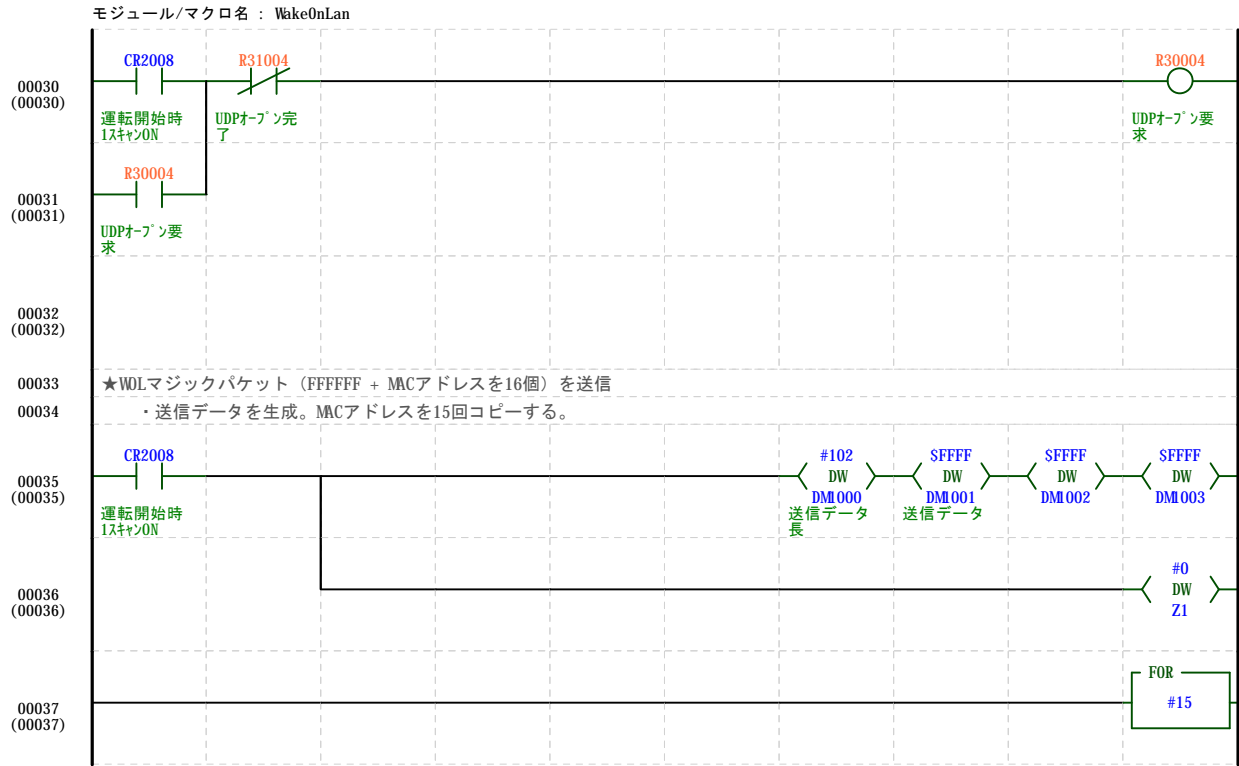 モジュール/マクロ名 : WakeOnLan
CR2008 R31004 R30004
00030
(00030)
運転開始時 UDPｵｰﾌﾟﾝ完 UDPｵｰﾌﾟﾝ要
1ｽｷｬﾝON 了 求
R30004
00031
(00031)
UDPｵｰﾌﾟﾝ要
求
00032
(00032)
00033 ★WOLマジックパケット（FFFFFF + MACアドレスを16個）を送信
00034 ・送信データを生成。MACアドレスを15回コピーする。
CR2008 #102 $FFFF $FFFF $FFFF
00035 DW DW DW DW
(00035) DM1000 DM1001 DM1002 DM1003
運転開始時 送信データ 送信データ
1ｽｷｬﾝON 長
#0
00036 DW
(00036) Z1
FOR
00037 #15
(00037)